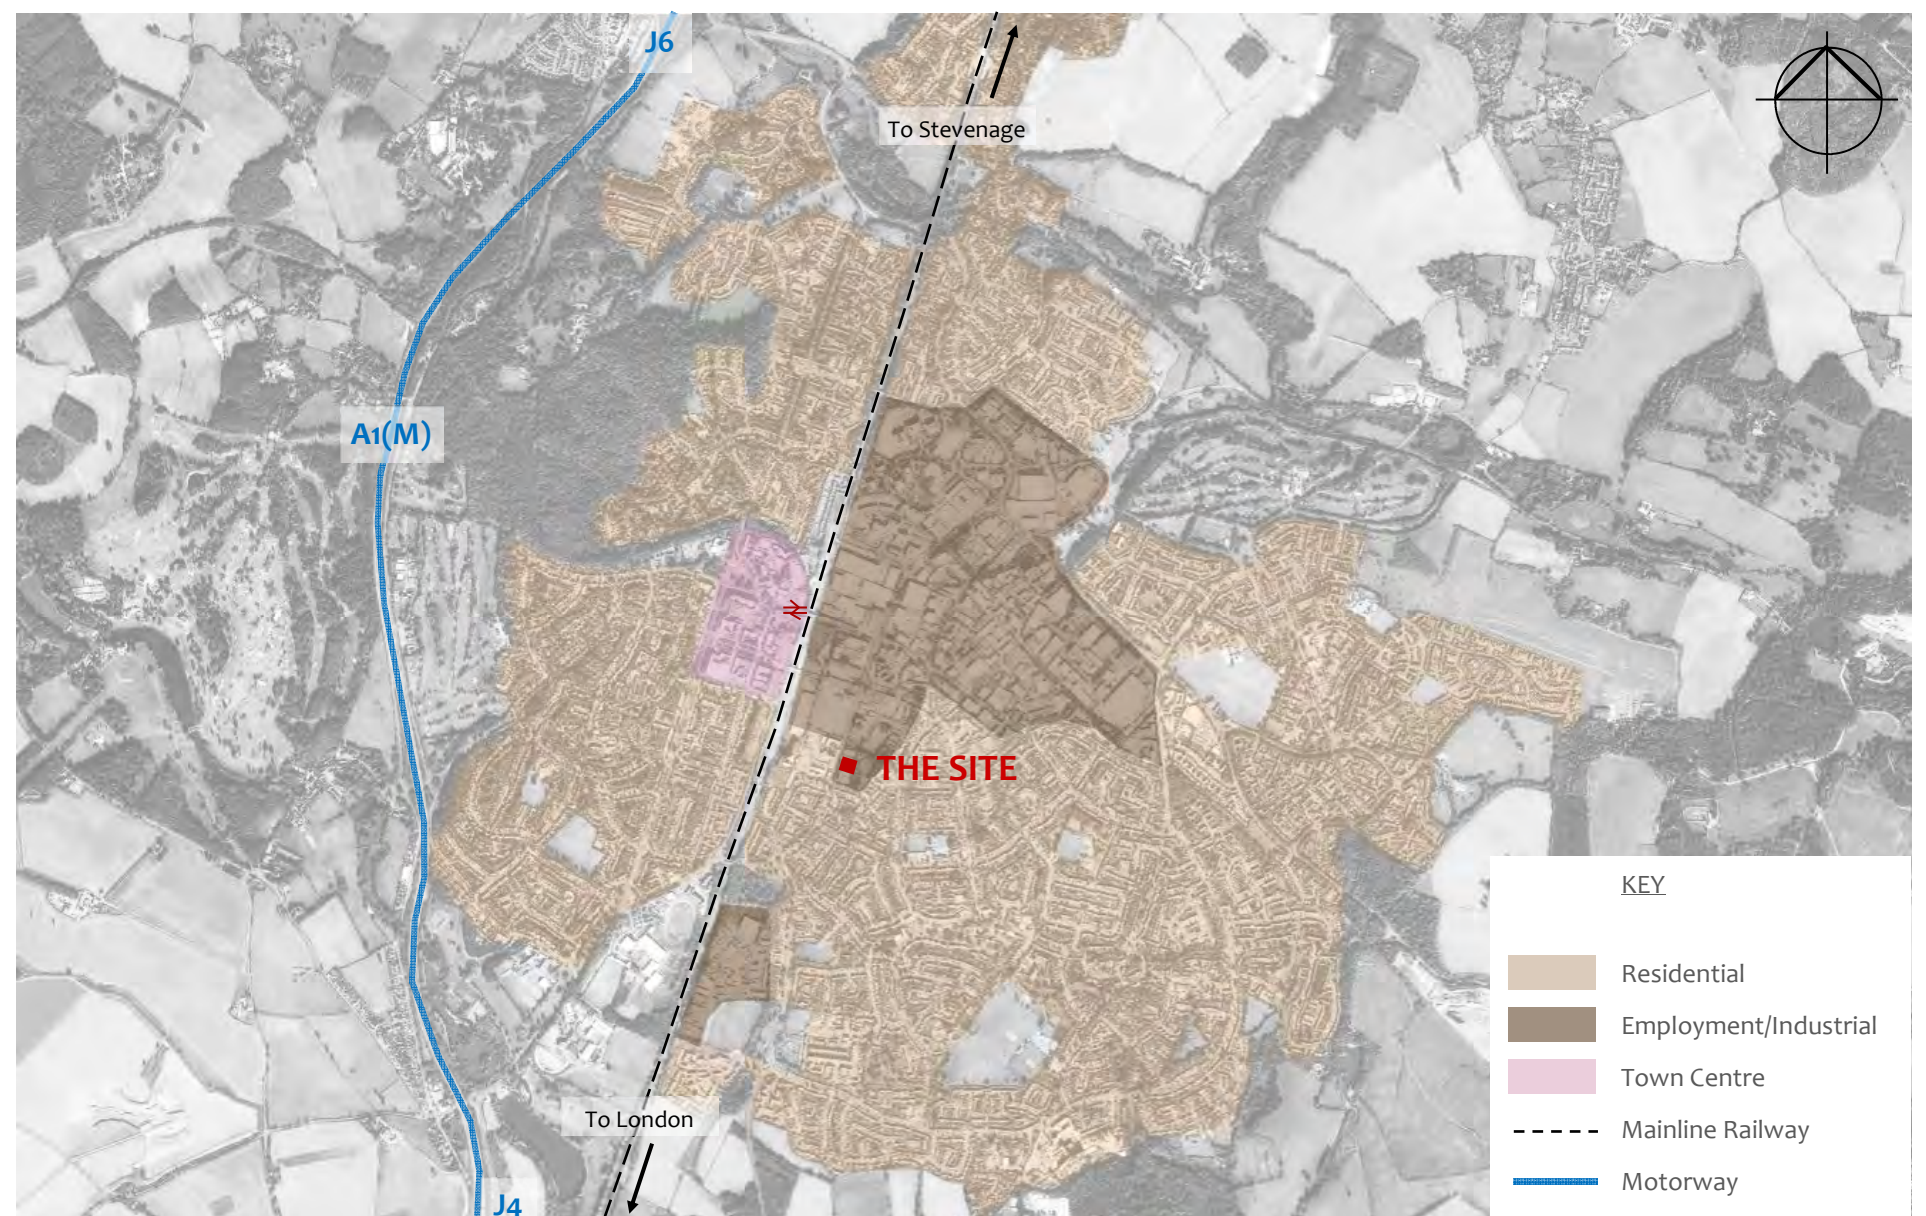 J6
To Stevenage
A1(M)
THE SITE
To London
J4
KEY
Residential
Employment/Industrial
Town Centre
Mainline Railway
Motorway